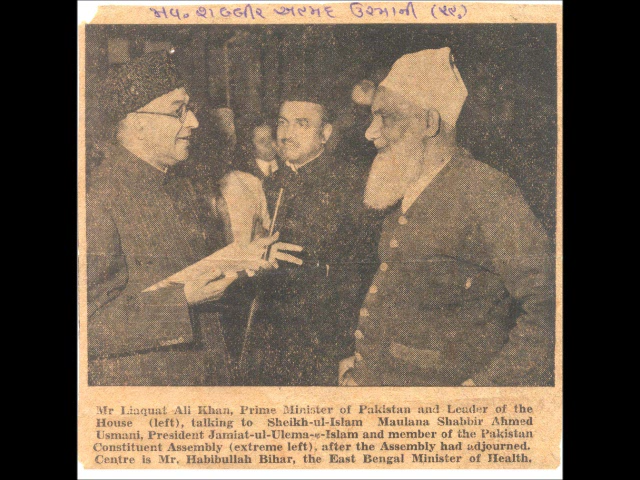 મૌ. શબ્બીર અહમદ ઉસ્માની (રહ.)
Mr Liaquat Ali Khan, Prime Minister of Pakistan and Leader of the
House (left), talking to Sheikh-ul-Islam Maulana Shabbir Ahmed
Usmani, President Jamiat-ul-Ulema-e-Islam and member of the Pakistan
Constituent Assembly (extreme left), after the Assembly had adjourned.
Centre is Mr. Habibullah Bihar, the East Bengal Minister of Health.